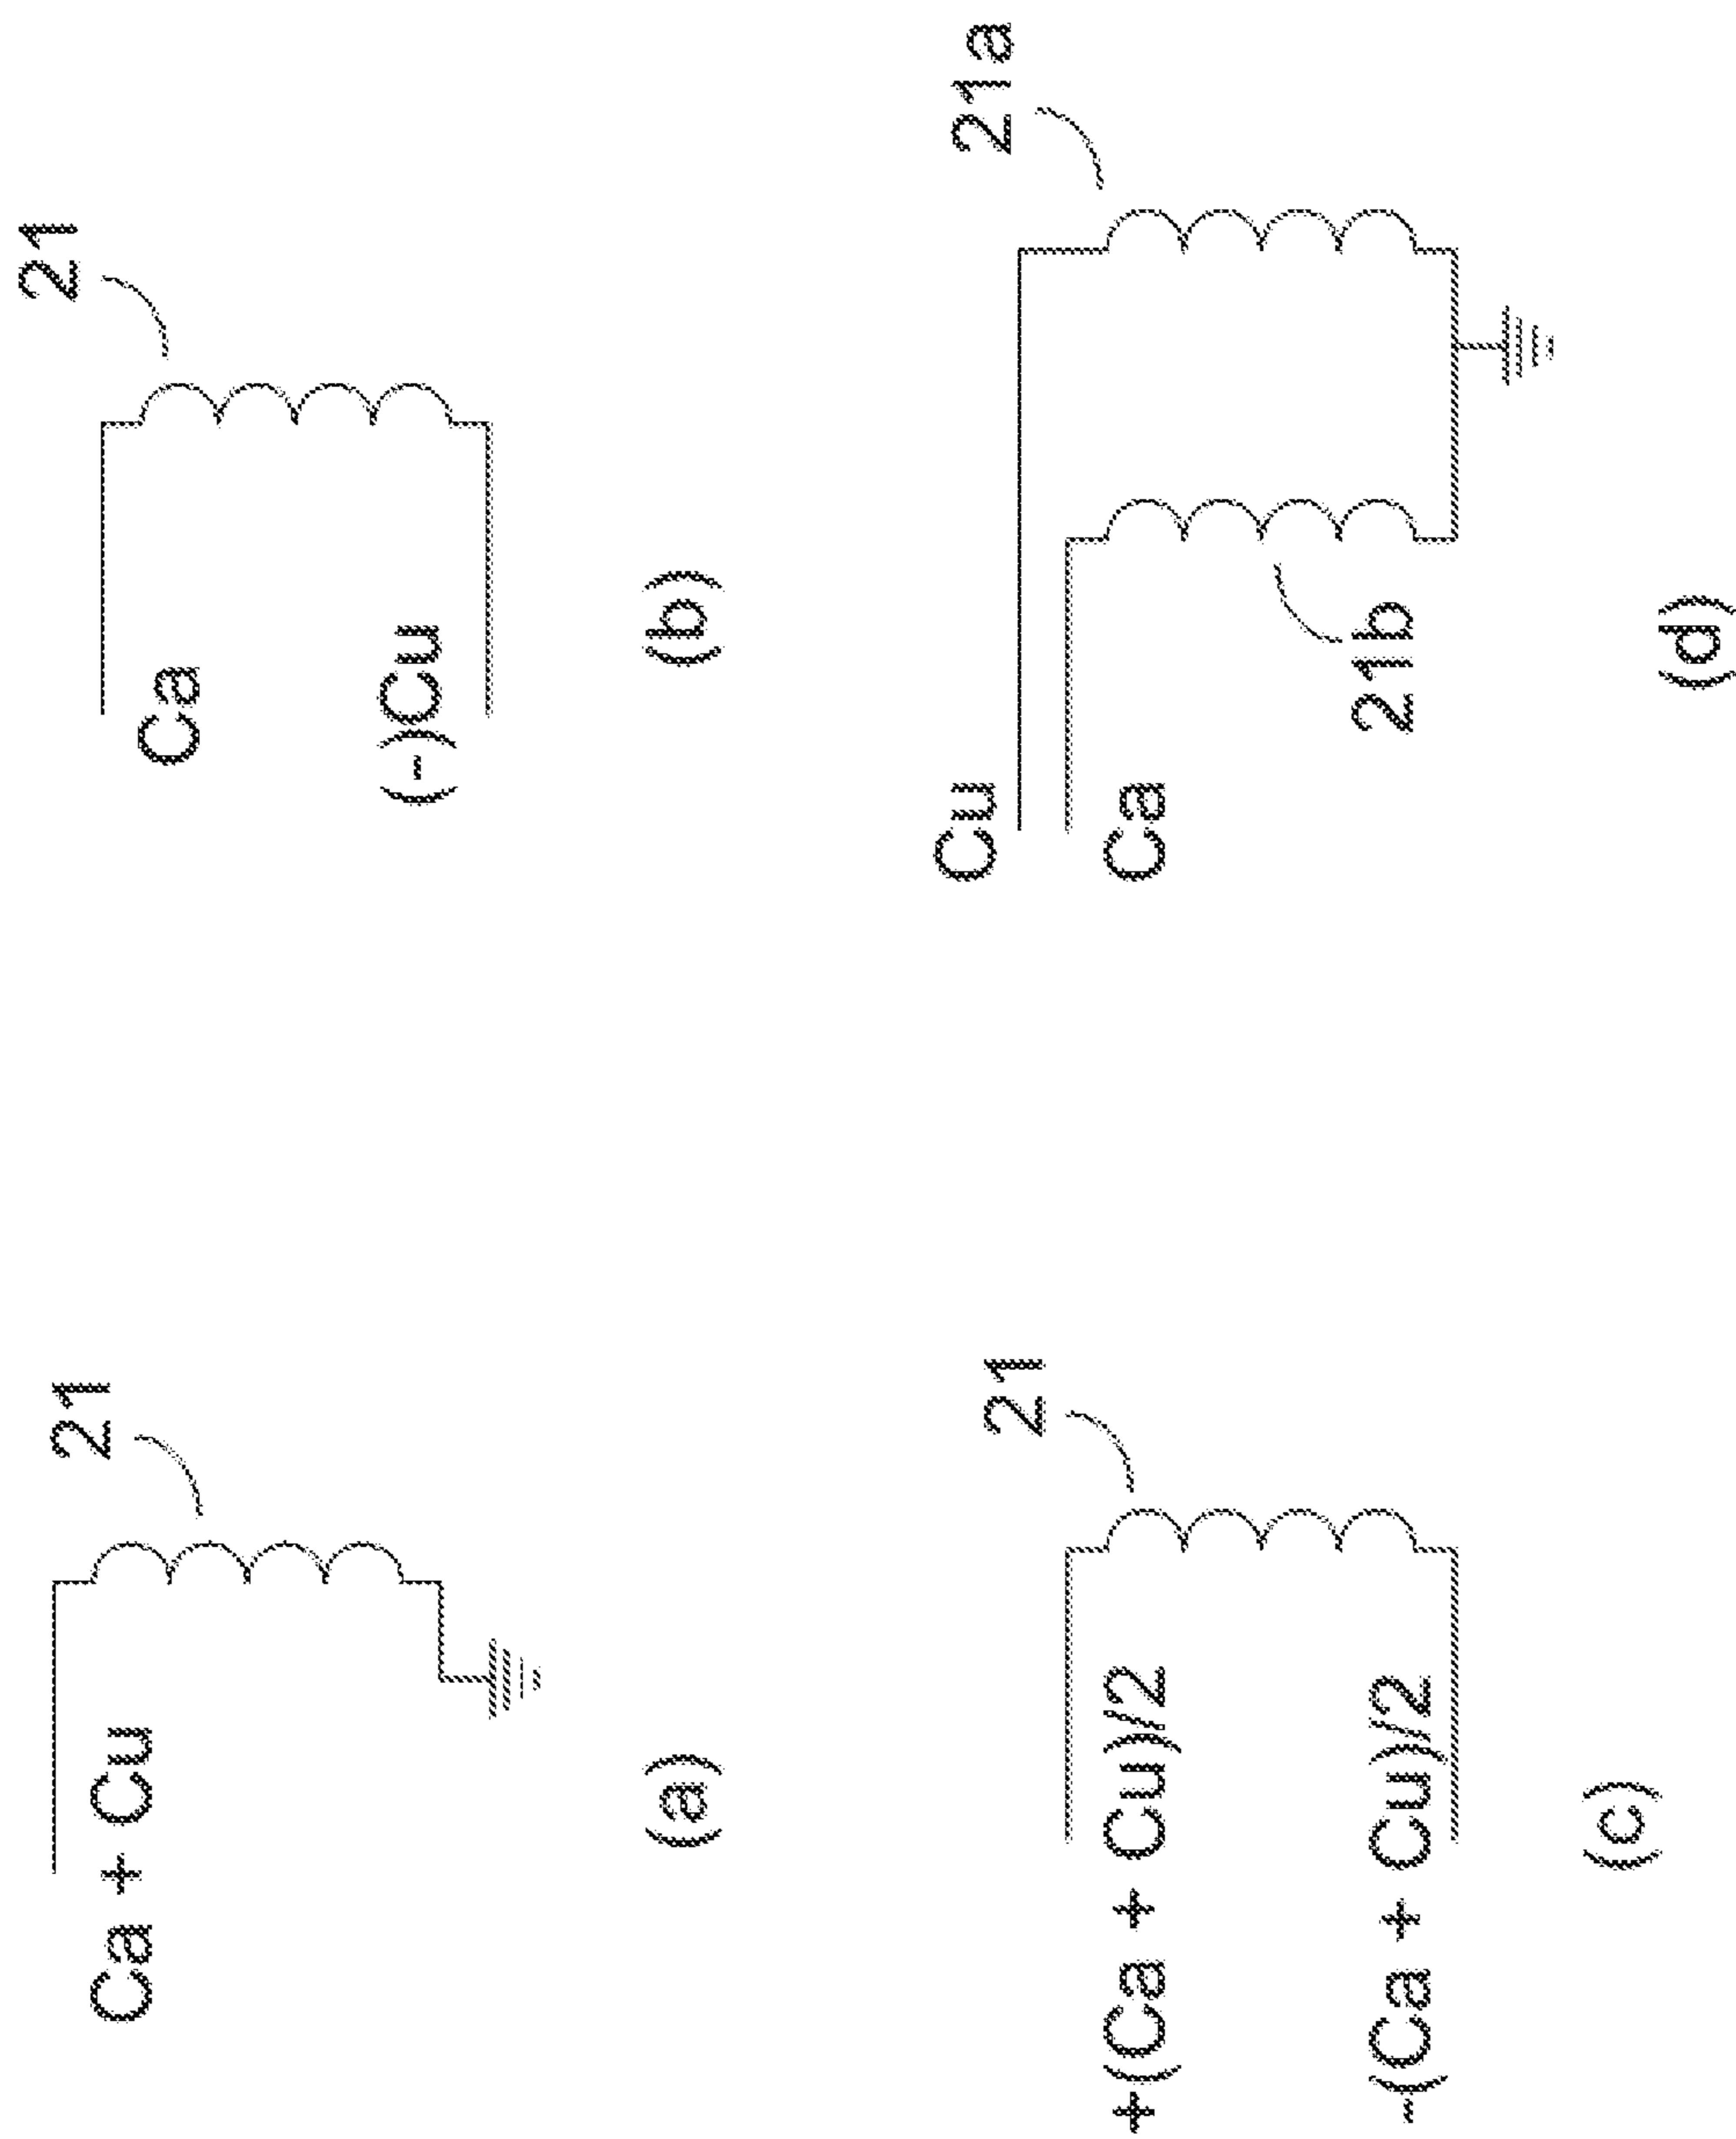 21
Ca + Cu
(a)
21
Ca
(-)Cu
(b)
21
+(Ca + Cu)/2
-(Ca + Cu)/2
(c)
21a
Cu
Ca
21b
(d)